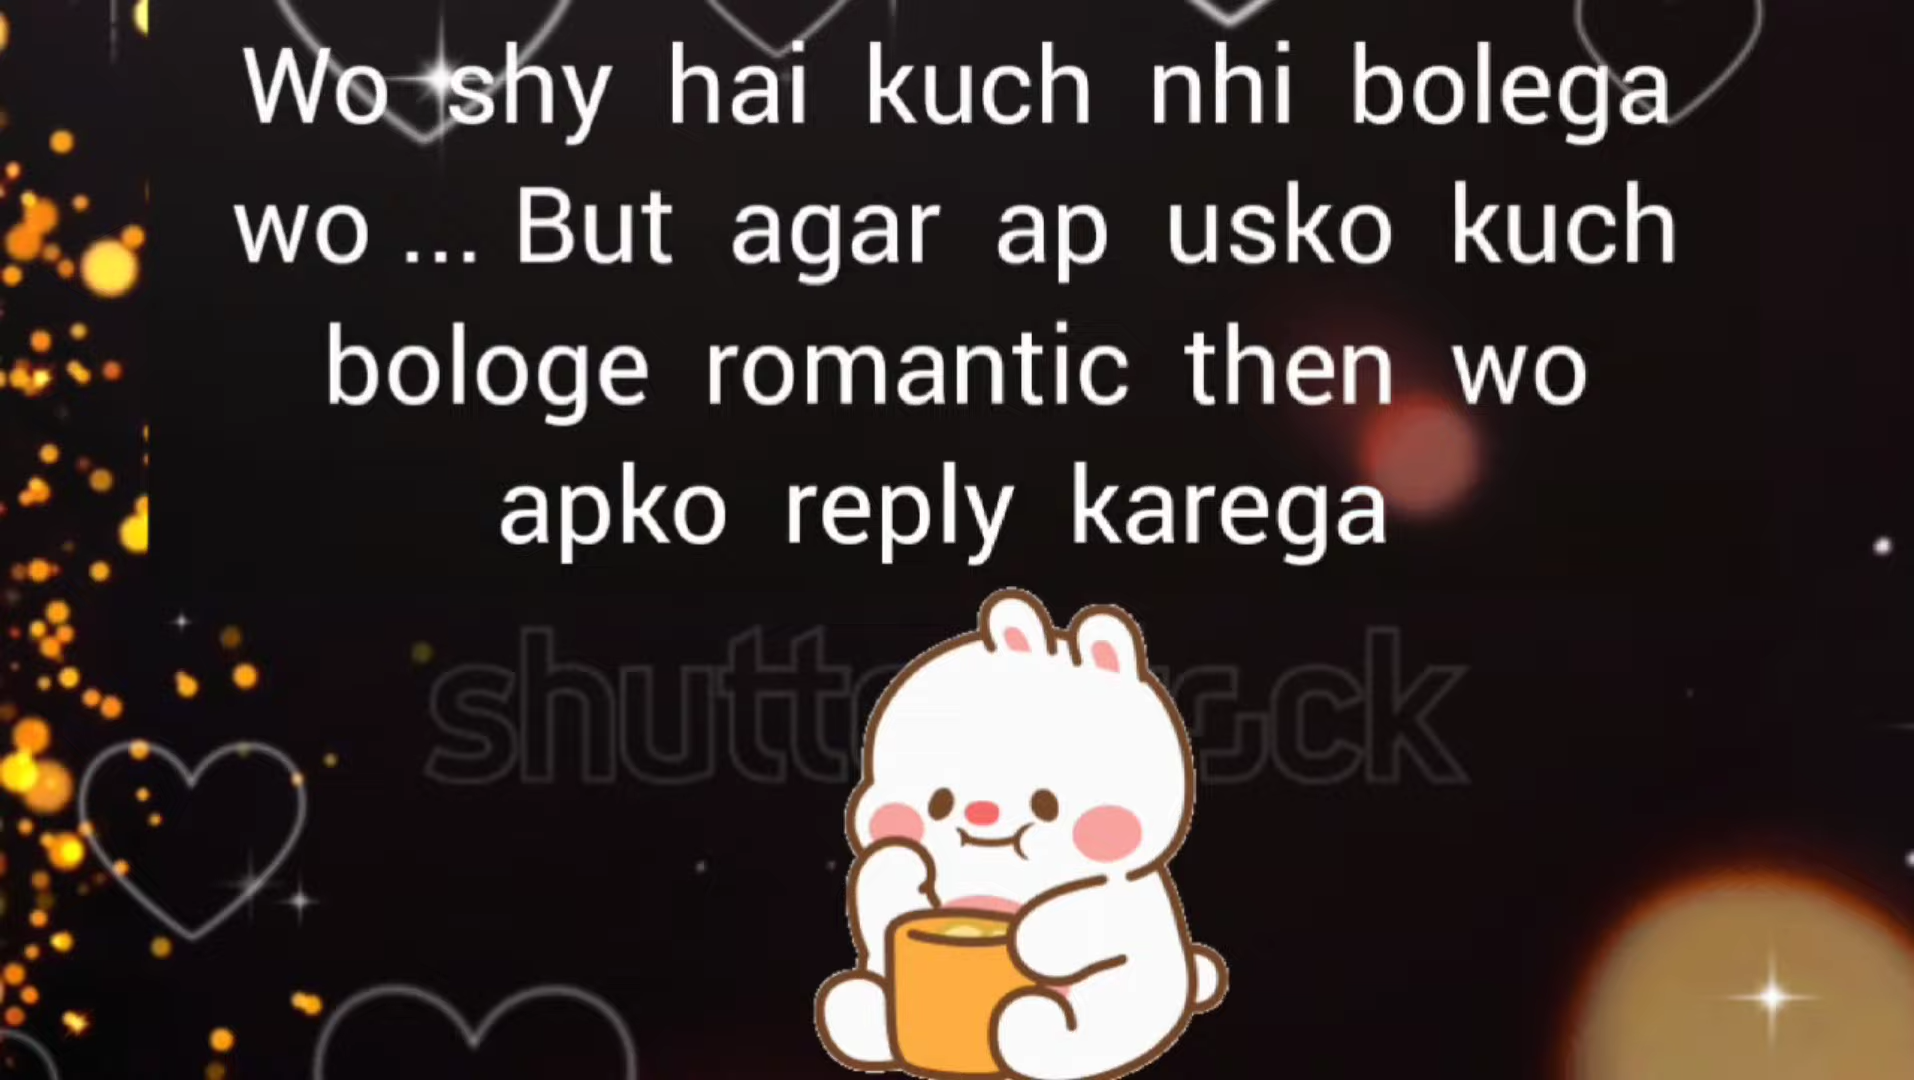 Wo shy hai kuch nhi bolega
wo ... But agar ap usko kuch
bologe romantic then wo
apko reply karega